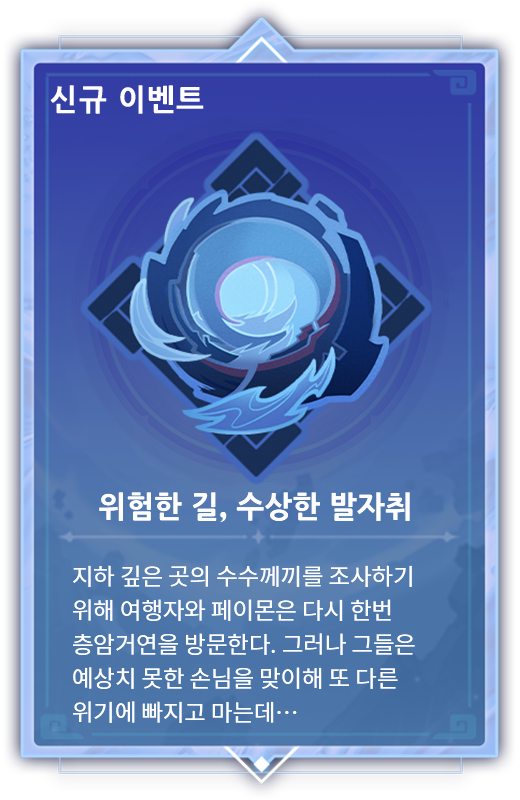 신규 이벤트
위험한 길, 수상한 발자취
지하 깊은 곳의 수수께끼를 조사하기
위해 여행자와 페이몬은 다시 한번
층암거연을 방문한다. 그러나 그들은
예상치 못한 손님을 맞이해 또 다른
위기에 빠지고 마는데…